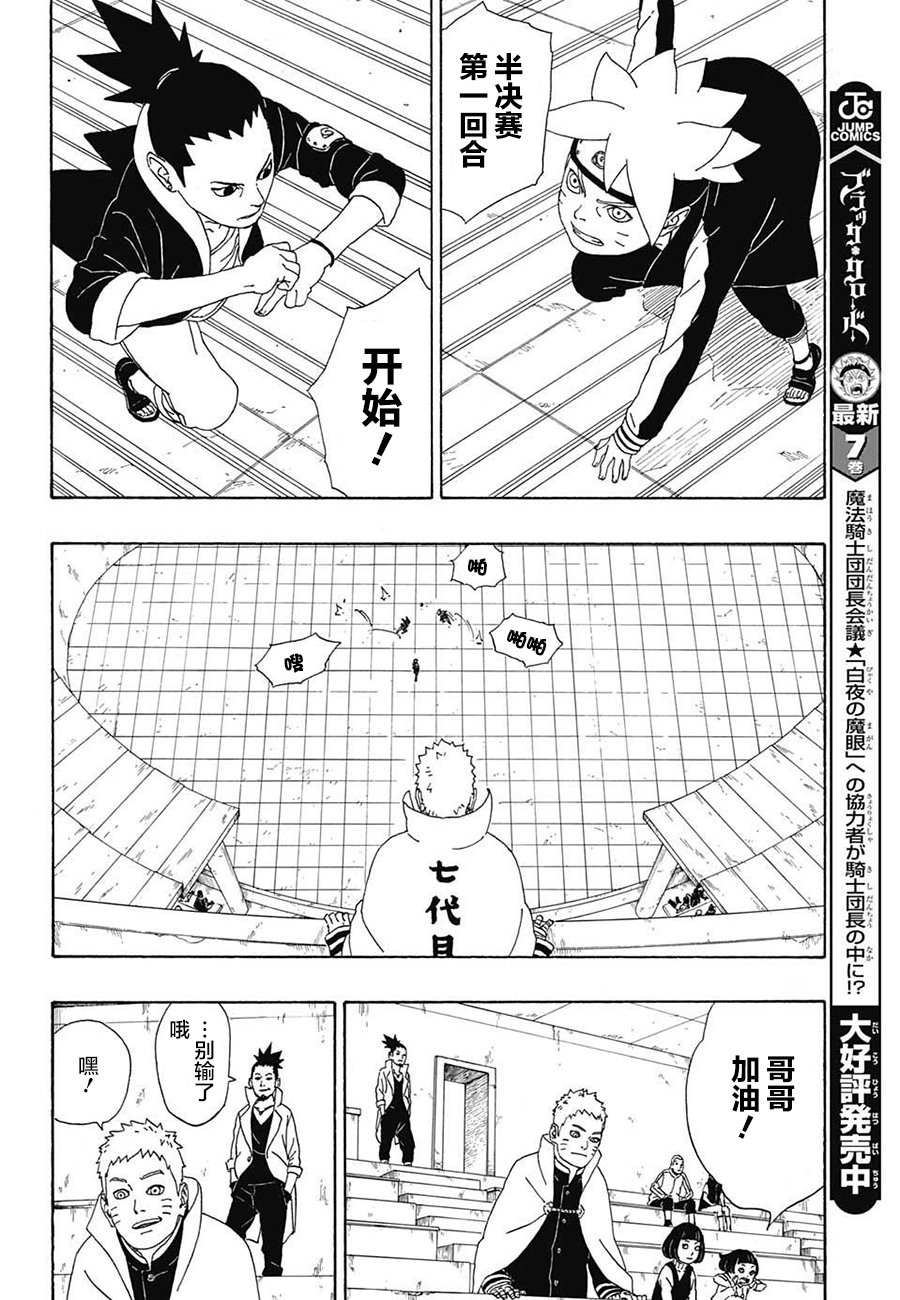 半决赛
第一回合
开始！
啪
啪啪
嗖
七代目
哥哥
加油！
…别输了
哦
嘿！
JC
JUMP
COMICS
ブラッククローバー
最新
7
巻
魔法騎士団団長会議★「白夜の魔眼」への協力者が騎士団長の中に!?
大好評発売中